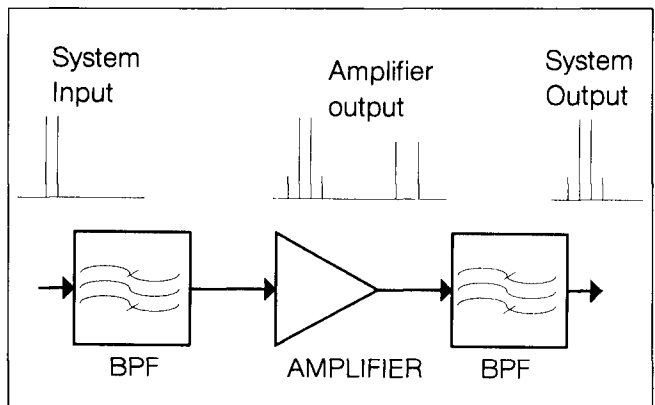 System
Input
Amplifier
output
System
Output
BPF
AMPLIFIER
BPF